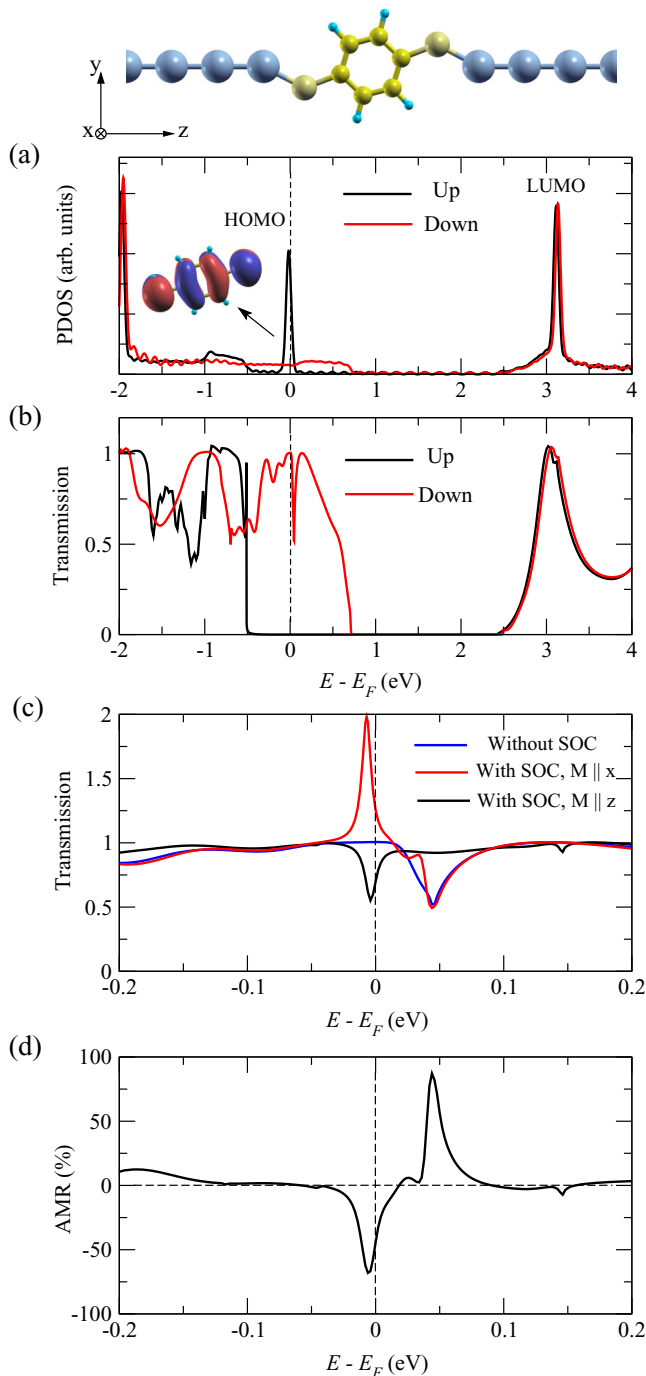 y
x
z
(a)
PDOS (arb. units)
HOMO
Up
Down
LUMO
-2 -1 0 1 2 3 4
(b)
Transmission
1
0.5
0
Up
Down
-2 -1 0 1 2 3 4
E - E_F (eV)
(c)
Transmission
2
1.5
1
0.5
0
Without SOC
With SOC, M || x
With SOC, M || z
-0.2 -0.1 0 0.1 0.2
E - E_F (eV)
(d)
AMR (%)
100
50
0
-50
-100
-0.2 -0.1 0 0.1 0.2
E - E_F (eV)